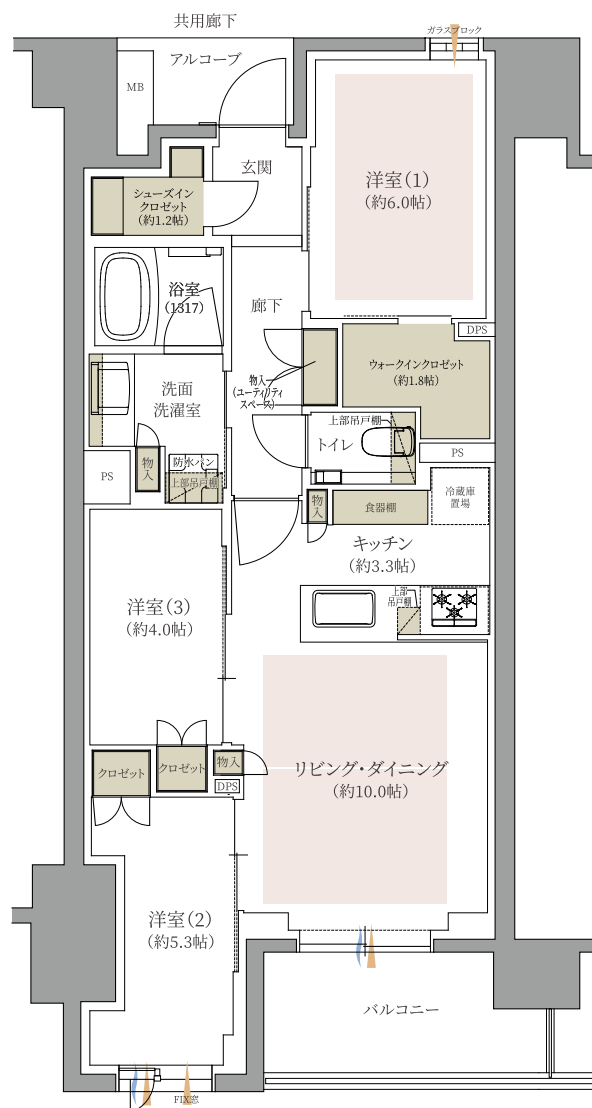 共用廊下
ガラスブロック
アルコーブ
MB
玄関
洋室(1)
(約6.0帖)
シューズイン
クロゼット
(約1.2帖)
浴室
(1317)
廊下
DPS
ウォークインクロゼット
(約1.8帖)
物入
(ユーティリティ
スペース)
洗面
洗濯室
上部吊戸棚
トイレ
PS
物入
防水パン
上部吊戸棚
PS
物入
食器棚
冷蔵庫
置場
キッチン
(約3.3帖)
上部
吊戸棚
洋室(3)
(約4.0帖)
クロゼット
クロゼット
物入
DPS
リビング・ダイニング
(約10.0帖)
洋室(2)
(約5.3帖)
バルコニー
FIX窓